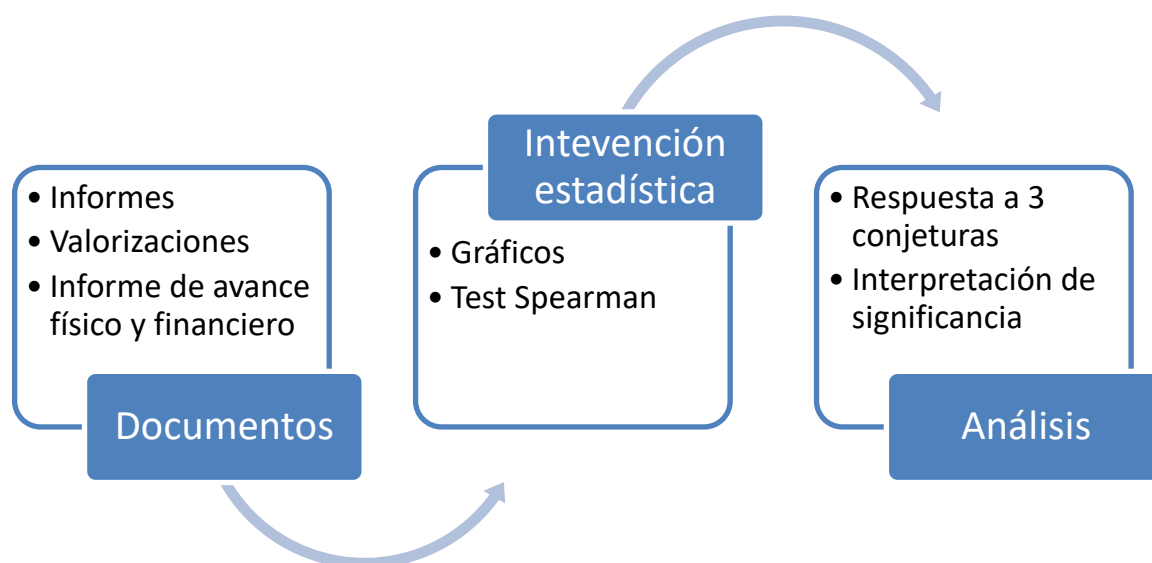 • Informes
• Valorizaciones
• Informe de avance
físico y financiero
Documentos
Intevención
estadística
• Gráficos
• Test Spearman
• Respuesta a 3
conjeturas
• Interpretación de
significancia
Análisis